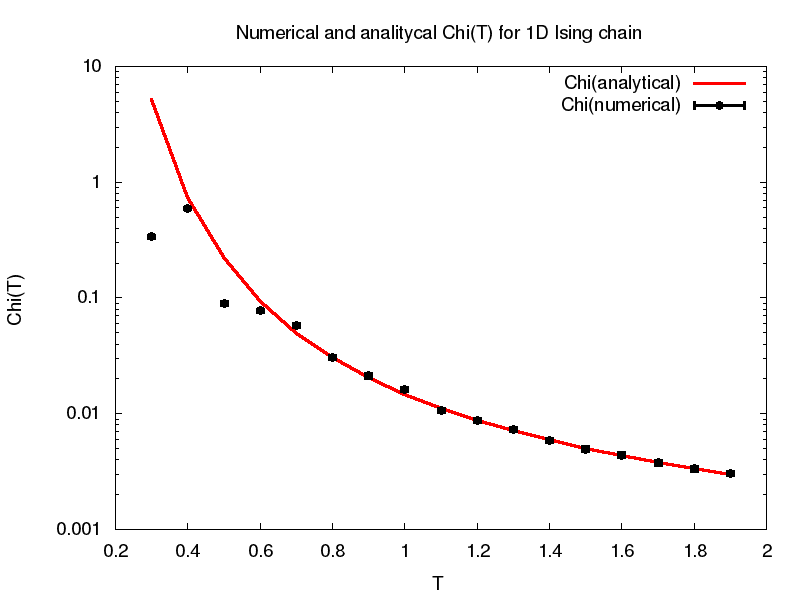 Numerical and analitycal Chi(T) for 1D Ising chain
Chi(analytical)
Chi(numerical)
10
1
0.1
0.01
0.001
Chi(T)
0.2 0.4 0.6 0.8 1 1.2 1.4 1.6 1.8 2
T